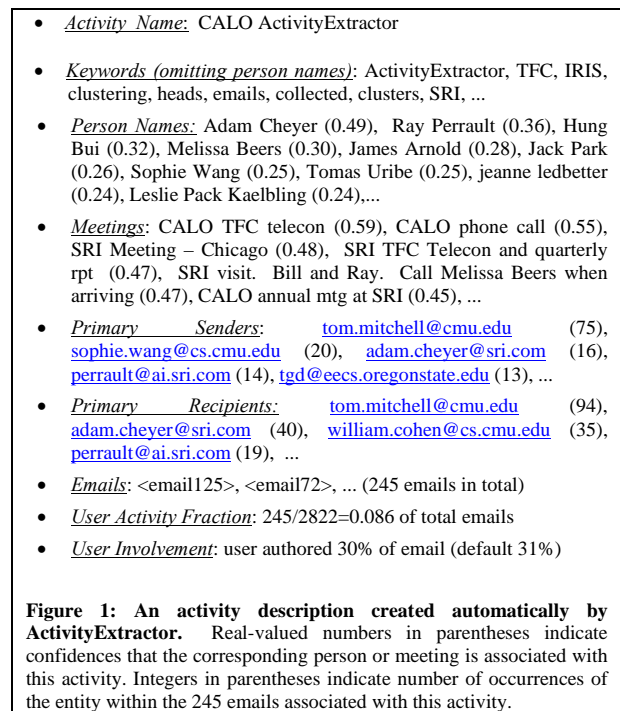 • Activity Name: CALO ActivityExtractor
• Keywords (omitting person names): ActivityExtractor, TFC, IRIS,
clustering, heads, emails, collected, clusters, SRI, ...
• Person Names: Adam Cheyer (0.49), Ray Perrault (0.36), Hung
Bui (0.32), Melissa Beers (0.30), James Arnold (0.28), Jack Park
(0.26), Sophie Wang (0.25), Tomas Uribe (0.25), jeanne ledbetter
(0.24), Leslie Pack Kaelbling (0.24),...
• Meetings: CALO TFC telecon (0.59), CALO phone call (0.55),
SRI Meeting – Chicago (0.48), SRI TFC Telecon and quarterly
rpt (0.47), SRI visit. Bill and Ray. Call Melissa Beers when
arriving (0.47), CALO annual mtg at SRI (0.45), ...
• Primary Senders: tom.mitchell@cmu.edu (75),
sophie.wang@cs.cmu.edu (20), adam.cheyer@sri.com (16),
perrault@ai.sri.com (14), tgd@eecs.oregonstate.edu (13), ...
• Primary Recipients: tom.mitchell@cmu.edu (94),
adam.cheyer@sri.com (40), william.cohen@cs.cmu.edu (35),
perrault@ai.sri.com (19), ...
• Emails: <email125>, <email72>, ... (245 emails in total)
• User Activity Fraction: 245/2822=0.086 of total emails
• User Involvement: user authored 30% of email (default 31%)
Figure 1: An activity description created automatically by
ActivityExtractor. Real-valued numbers in parentheses indicate
confidences that the corresponding person or meeting is associated with
this activity. Integers in parentheses indicate number of occurrences of
the entity within the 245 emails associated with this activity.